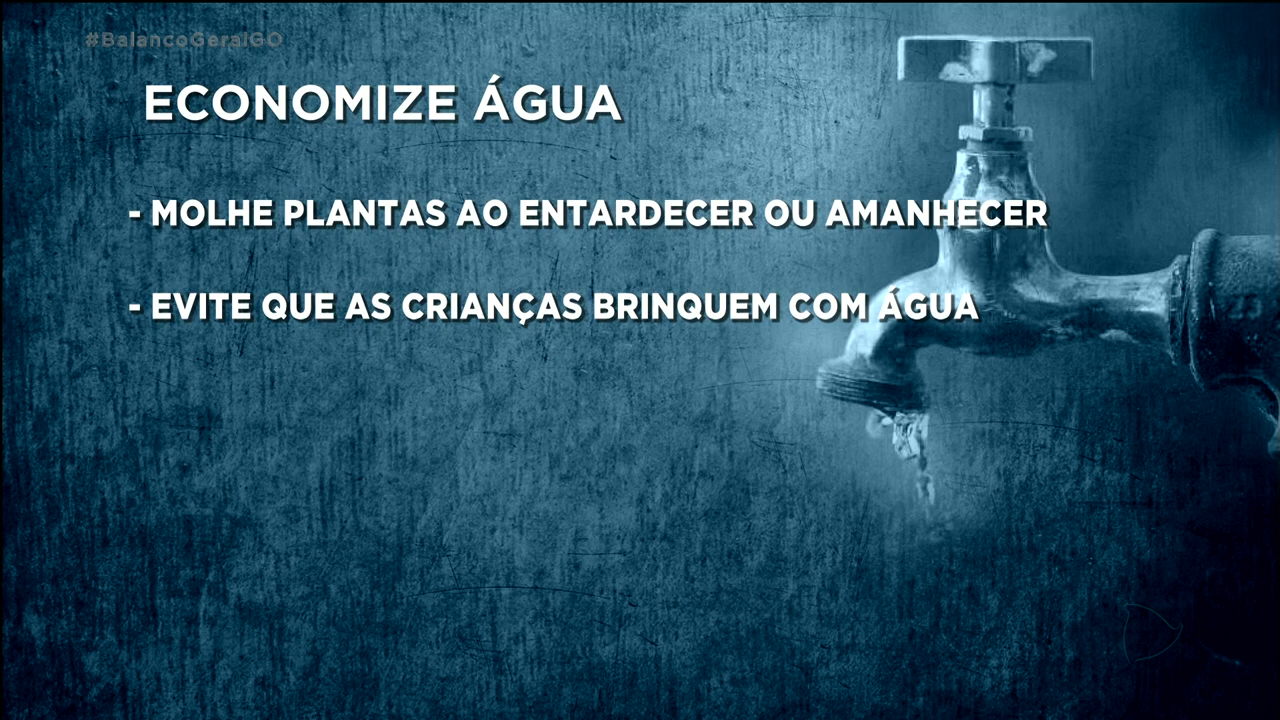 #BalancoGeralGO
ECONOMIZE ÁGUA
- MOLHE PLANTAS AO ENTARDECER OU AMANHECER
- EVITE QUE AS CRIANÇAS BRINQUEM COM ÁGUA